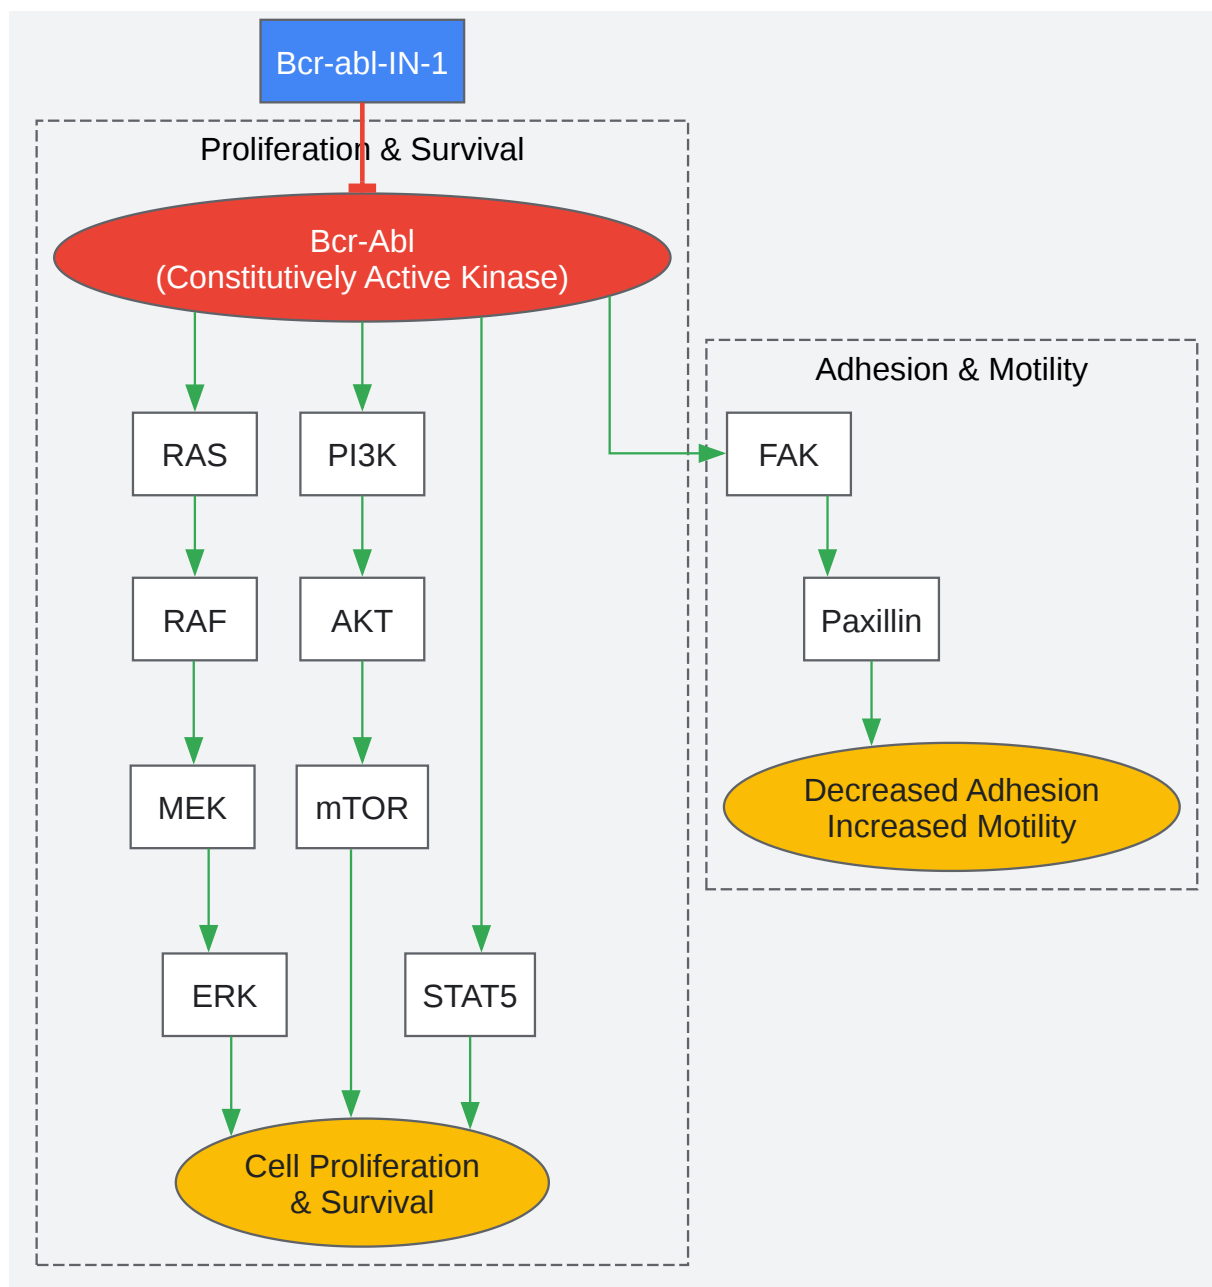 Bcr-abl-IN-1
Proliferation & Survival
Bcr-Abl
(Constitutively Active Kinase)
Adhesion & Motility
RAS
PI3K
FAK
RAF
AKT
Paxillin
MEK
mTOR
Decreased Adhesion
Increased Motility
ERK
STAT5
Cell Proliferation
& Survival